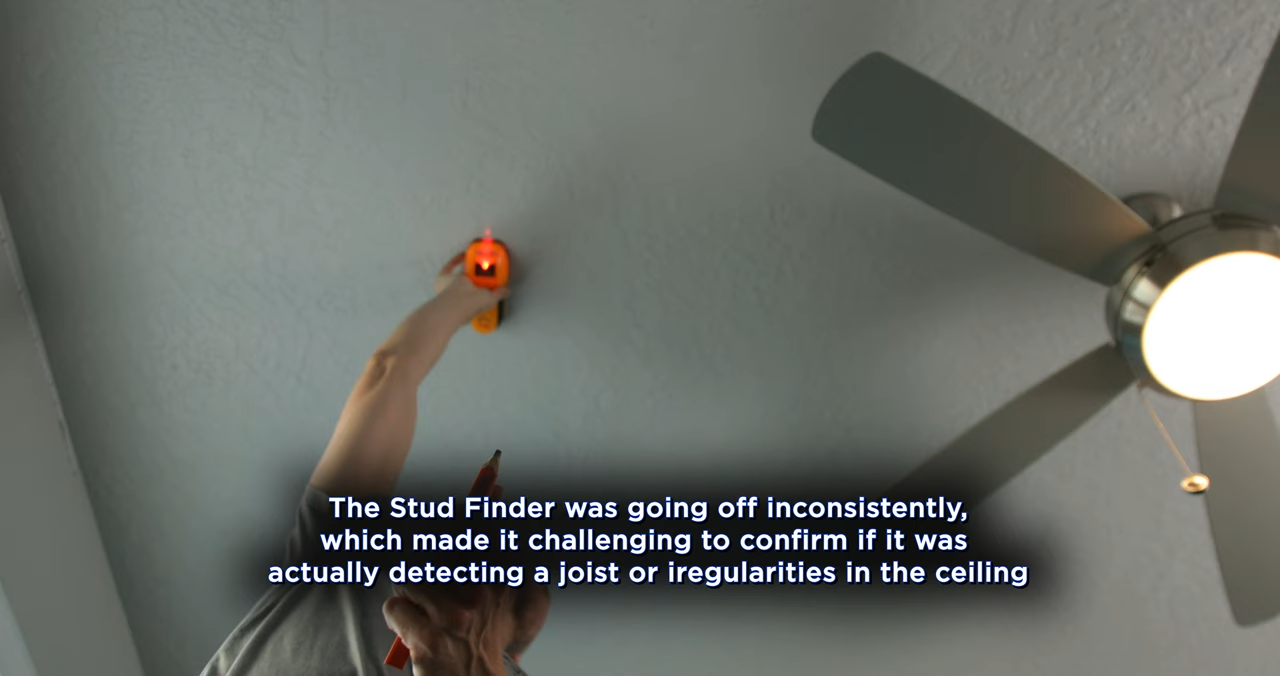 The Stud Finder was going off inconsistently,
which made it challenging to confirm if it was
actually detecting a joist or iregularities in the ceiling